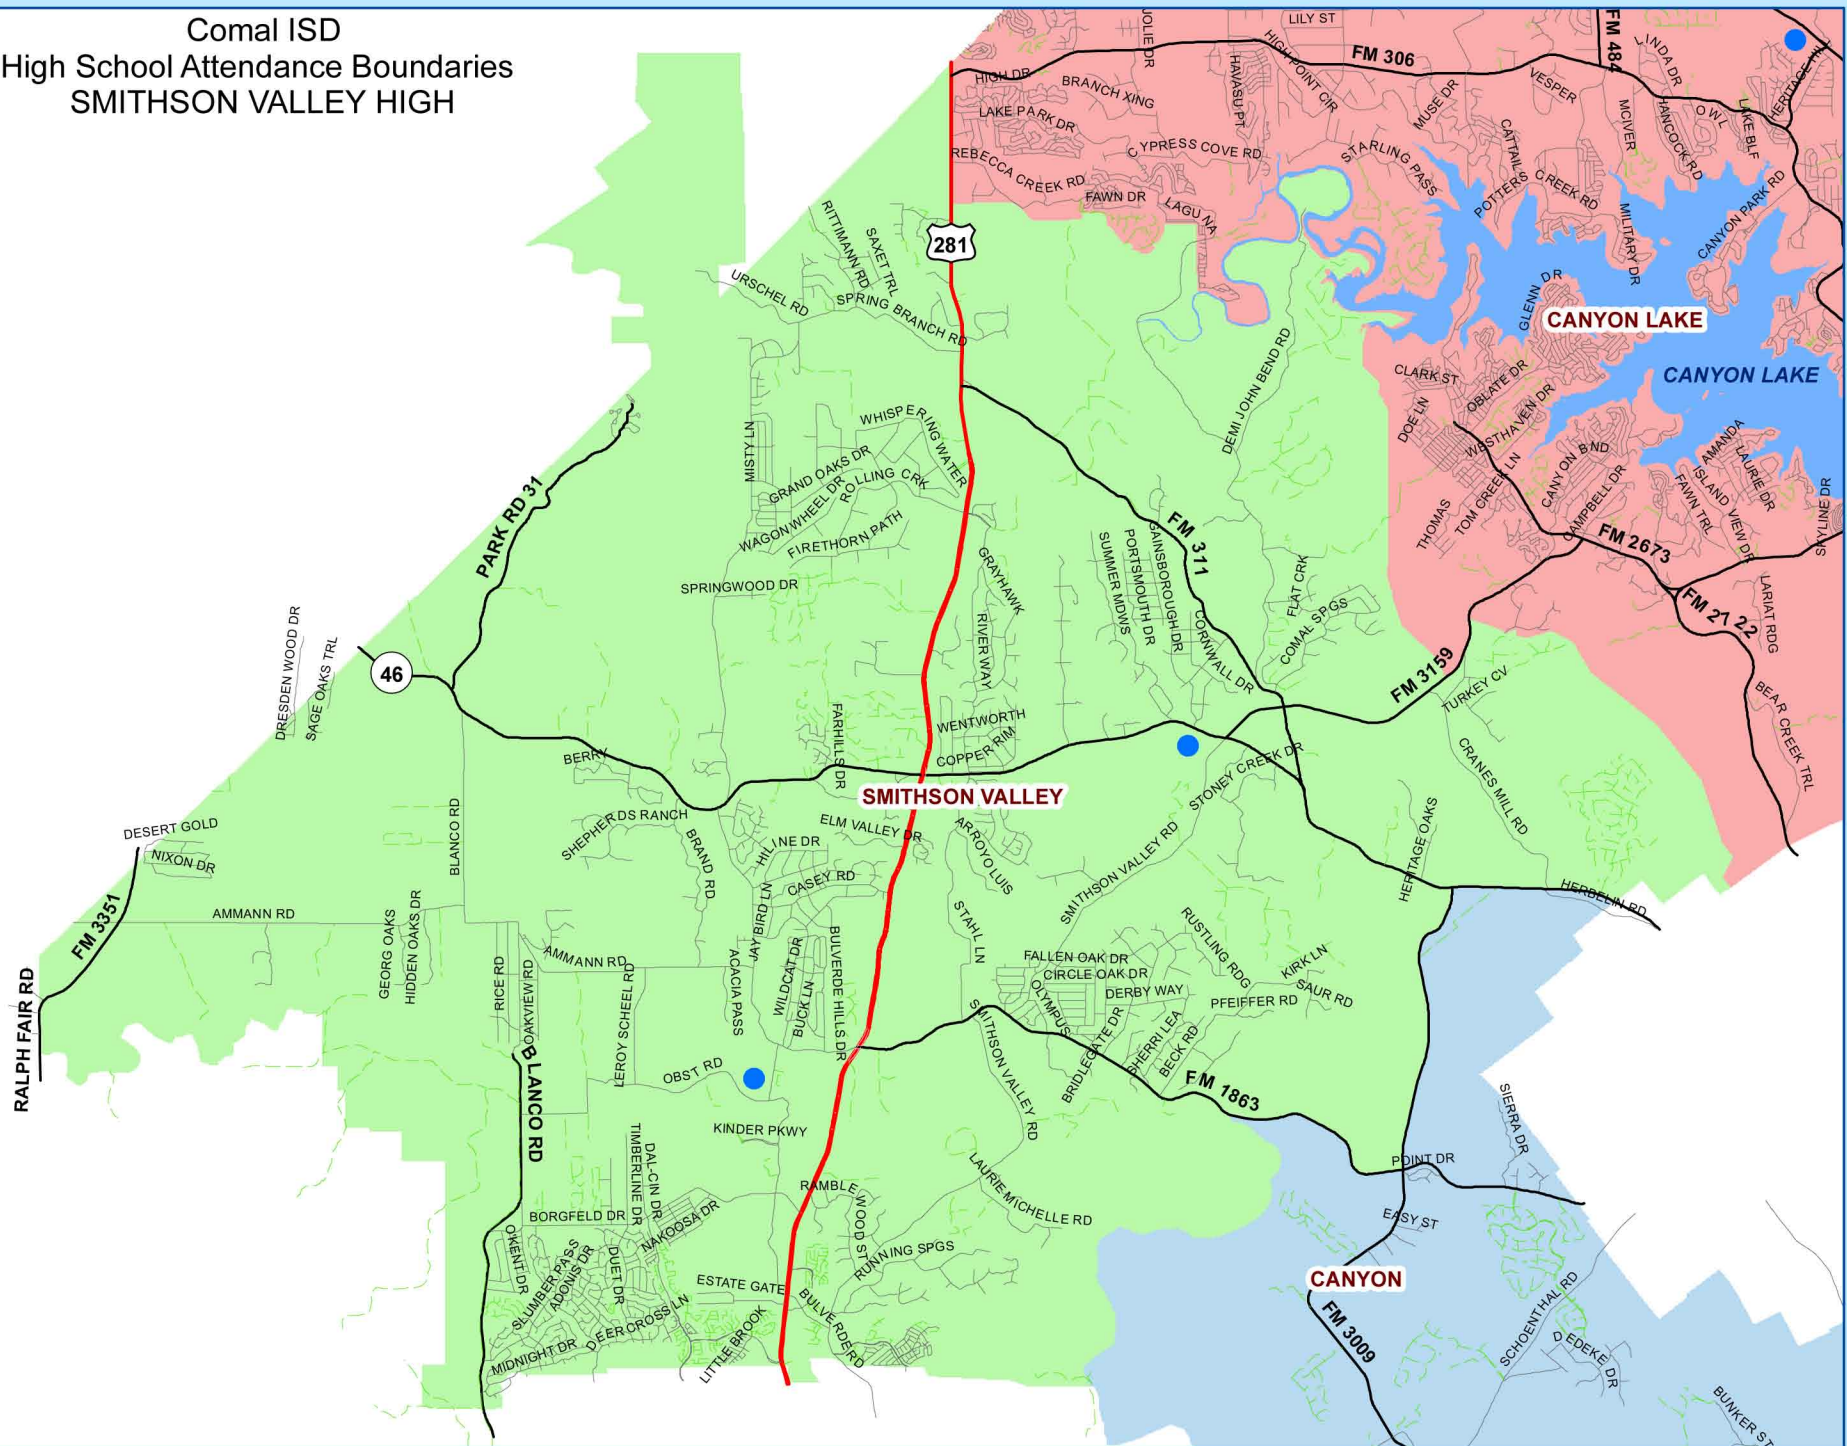 Comal ISD
High School Attendance Boundaries
SMITHSON VALLEY HIGH
JOLIE DR
LILY ST
FM 484
LINDA DR
HIGH DR
BRANCH XING
HAVASU PT
HIGH POINT CIR
FM 306
MUSE DR
VESPER
MCIVER
HANCOCK RD
OWL
LAKE BLF
HERITAGE TRL
LAKE PARK DR
CYPRESS COVE RD
STARLING PASS
CATTAIL
REBECCA CREEK RD
FAWN DR
LAGUNA
POTTERS CREEK RD
MILITARY DR
CANYON PARK RD
RITTIMANN RD
SAXET TRL
281
URSCHEL RD
SPRING BRANCH RD
DEMI JOHN BEND RD
GLENN DR
CANYON LAKE
CANYON LAKE
CLARK ST
OBLATE DR
DOE LN
WESTHAVEN DR
MISTY LN
WHISPERING WATER
GRAND OAKS DR
ROLLING CRK
WAGON WHEEL DR
FIRETHORN PATH
THOMAS
TOM CREEK LN
CANYON BND
CAMPBELL DR
AMANDA
LAURIE DR
ISLAND VIEW DR
FAWN TRL
SKYLINE DR
PARK RD 31
FM 311
FM 2673
SPRINGWOOD DR
GRAYHAWK
SUMMER MDWS
PORTSMOUTH DR
GAINSBOROUGH DR
FLAT CRK
COMAL SPGS
CORNWALL DR
RIVER WAY
LARIAT RDG
FM 2122
DRESDEN WOOD DR
SAGE OAKS TRL
46
FM 3159
TURKEY CV
BEAR CREEK TRL
FARHILLS DR
WENTWORTH
COPPER RIM
BERRY
STONEY CREEK DR
CRANES MILL RD
SMITHSON VALLEY
DESERT GOLD
NIXON DR
BLANCO RD
SHEPHERDS RANCH
BRAND RD
HILINE DR
ELM VALLEY DR
ARROYO LUIS
SMITHSON VALLEY RD
HERITAGE OAKS
CASEY RD
JAY BIRD LN
HERBELIN RD
FM 3351
AMMANN RD
GEORG OAKS
HIDDEN OAKS DR
STAHL LN
RUSTLING RDG
KIRK LN
RALPH FAIR RD
RICE RD
OAKVIEW RD
AMMANN RD
LEROY SCHEEL RD
ACACIA PASS
WILDCAT DR
BUCK LN
BULVERDE HILLS DR
FALLEN OAK DR
CIRCLE OAK DR
DERBY WAY
PFEIFFER RD
SAUR RD
OLYMPUS
BRIDLEGATE DR
SHERRI LEA
BECK RD
SMITHSON VALLEY RD
BLANCO RD
OBST RD
FM 1863
SIERRA DR
KINDER PKWY
TIMBERLINE DR
DAL-CIN DR
POINT DR
LAURIE MICHELLE RD
RAMBLEWOOD ST
BORGFELD DR
NAKOOSA DR
EASY ST
O'KENT DR
SLUMBER PASS
ADONIS DR
DUET DR
RUNNING SPGS
CANYON
ESTATE GATE
DEER CROSS LN
BULVERDE RD
FM 3009
SCHOENTHAL RD
DEDEKE DR
MIDNIGHT DR
LITTLE BROOK
BUNKER ST